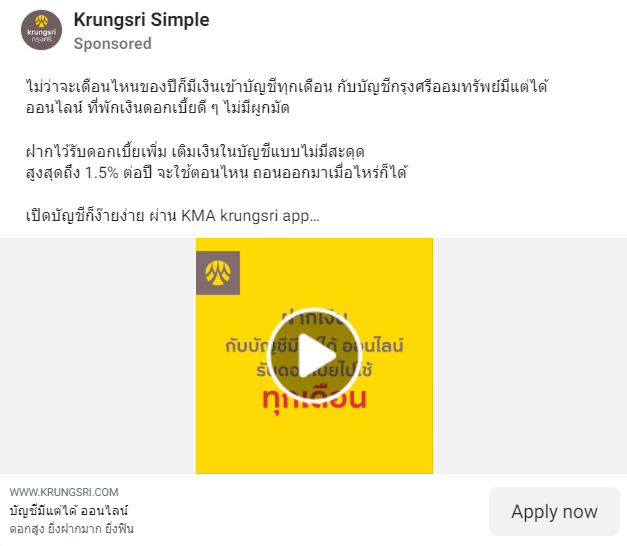 Krungsri Simple
Sponsored
ไม่ว่าจะเดือนไหนของปีก็มีเงินเข้าบัญชีทุกเดือน กับบัญชีกรุงศรีออมทรัพย์มีแต่ได้
ออนไลน์ ที่พักเงินดอกเบี้ยดี ๆ ไม่มีผูกมัด
ฝากไว้รับดอกเบี้ยเพิ่ม เติมเงินในบัญชีแบบไม่มีสะดุด
สูงสุดถึง 1.5% ต่อปี จะใช้ตอนไหน ถอนออกมาเมื่อไหร่ก็ได้
เปิดบัญชีก็ง๊ายง่าย ผ่าน KMA krungsri app...
krungsri
กรุงศรี
ฝากเงิน
กับบัญชี ออนไลน์
ทุกเดือน
WWW.KRUNGSRI.COM
บัญชีมีแต่ได้ ออนไลน์
ดอกสูง ยิ่งฝากมาก ยิ่งฟิน
Apply now